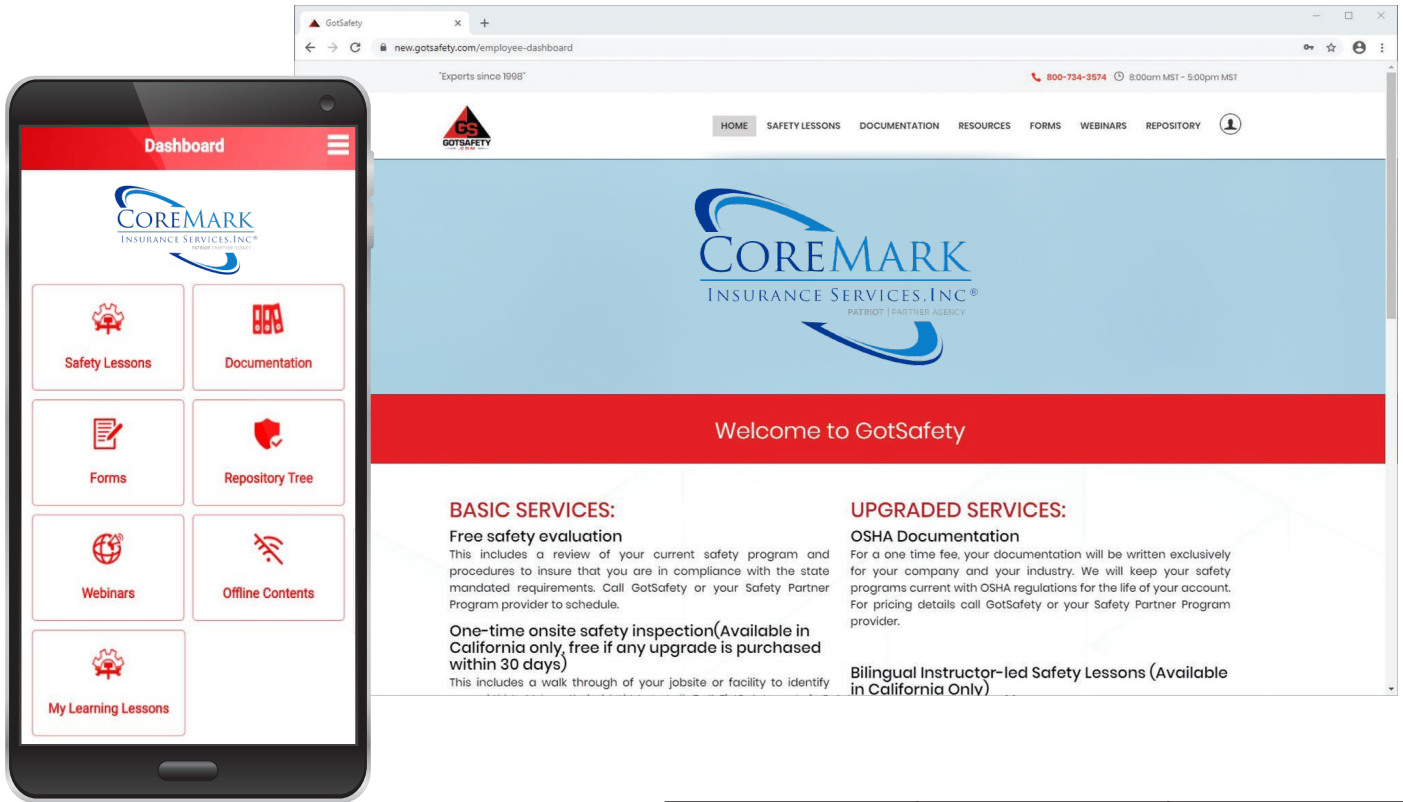 GotSafety
new.gotsafety.com/employee-dashboard
"Experts since 1998"
800-734-3574 8:00am MST - 5:00pm MST
GS
GOTSAFETY
.COM
HOME SAFETY LESSONS DOCUMENTATION RESOURCES FORMS WEBINARS REPOSITORY
COREMARK
INSURANCE SERVICES, INC®
PATRIOT | PARTNER AGENCY
Welcome to GotSafety
BASIC SERVICES:
Free safety evaluation
This includes a review of your current safety program and
procedures to insure that you are in compliance with the state
mandated requirements. Call GotSafety or your Safety Partner
Program provider to schedule.
One-time onsite safety inspection(Available in
California only, free if any upgrade is purchased
within 30 days)
This includes a walk through of your jobsite or facility to identify
UPGRADED SERVICES:
OSHA Documentation
For a one time fee, your documentation will be written exclusively
for your company and your industry. We will keep your safety
programs current with OSHA regulations for the life of your account.
For pricing details call GotSafety or your Safety Partner Program
provider.
Bilingual Instructor-led Safety Lessons (Available
in California Only)
Dashboard
COREMARK
INSURANCE SERVICES, INC®
PATRIOT | PARTNER AGENCY
Safety Lessons
Documentation
Forms
Repository Tree
Webinars
Offline Contents
My Learning Lessons